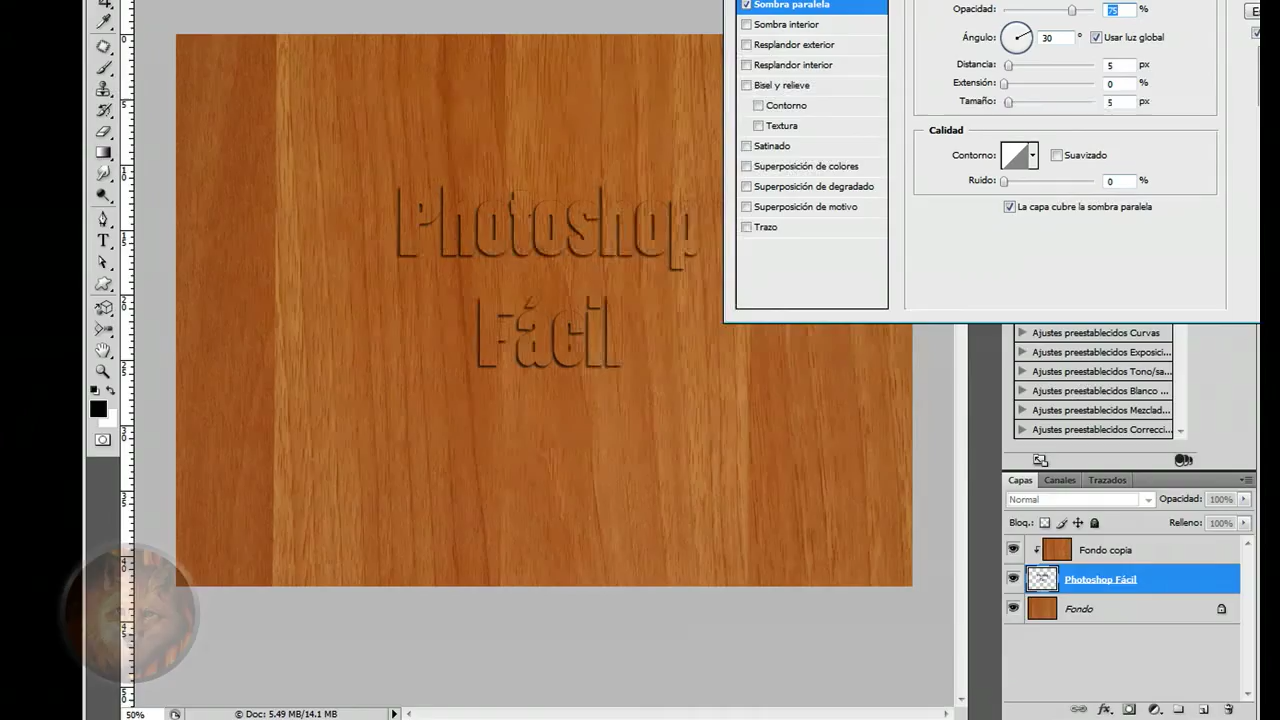 Sombra paralela
Opacidad: 75 %
Sombra interior
Ángulo: 30 ° Usar luz global
Resplandor exterior
Resplandor interior
Distancia: 5 px
Bisel y relieve
Extensión: 0 %
Contorno
Tamaño: 5 px
Textura
Calidad
Satinado
Contorno: Suavizado
Superposición de colores
Ruido: 0 %
Superposición de degradado
Superposición de motivo
La capa cubre la sombra paralela
Trazo
Photoshop
Fácil
Ajustes preestablecidos Curvas
Ajustes preestablecidos Exposici...
Ajustes preestablecidos Tono/sa...
Ajustes preestablecidos Blanco ...
Ajustes preestablecidos Mezclad...
Ajustes preestablecidos Correcci...
Capas Canales Trazados
Normal Opacidad: 100%
Bloq.: Relleno: 100%
Fondo copia
Photoshop Fácil
Fondo
50% Doc: 5.49 MB/14.1 MB